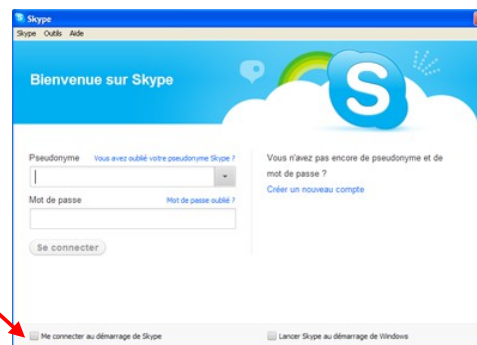 Skype
Skype Outils Aide
Bienvenue sur Skype
Pseudonyme Vous avez oublié votre pseudonyme Skype ?
Mot de passe Mot de passe oublié ?
Se connecter
Vous n'avez pas encore de pseudonyme et de
mot de passe ?
Créer un nouveau compte
Me connecter au démarrage de Skype
Lancer Skype au démarrage de Windows